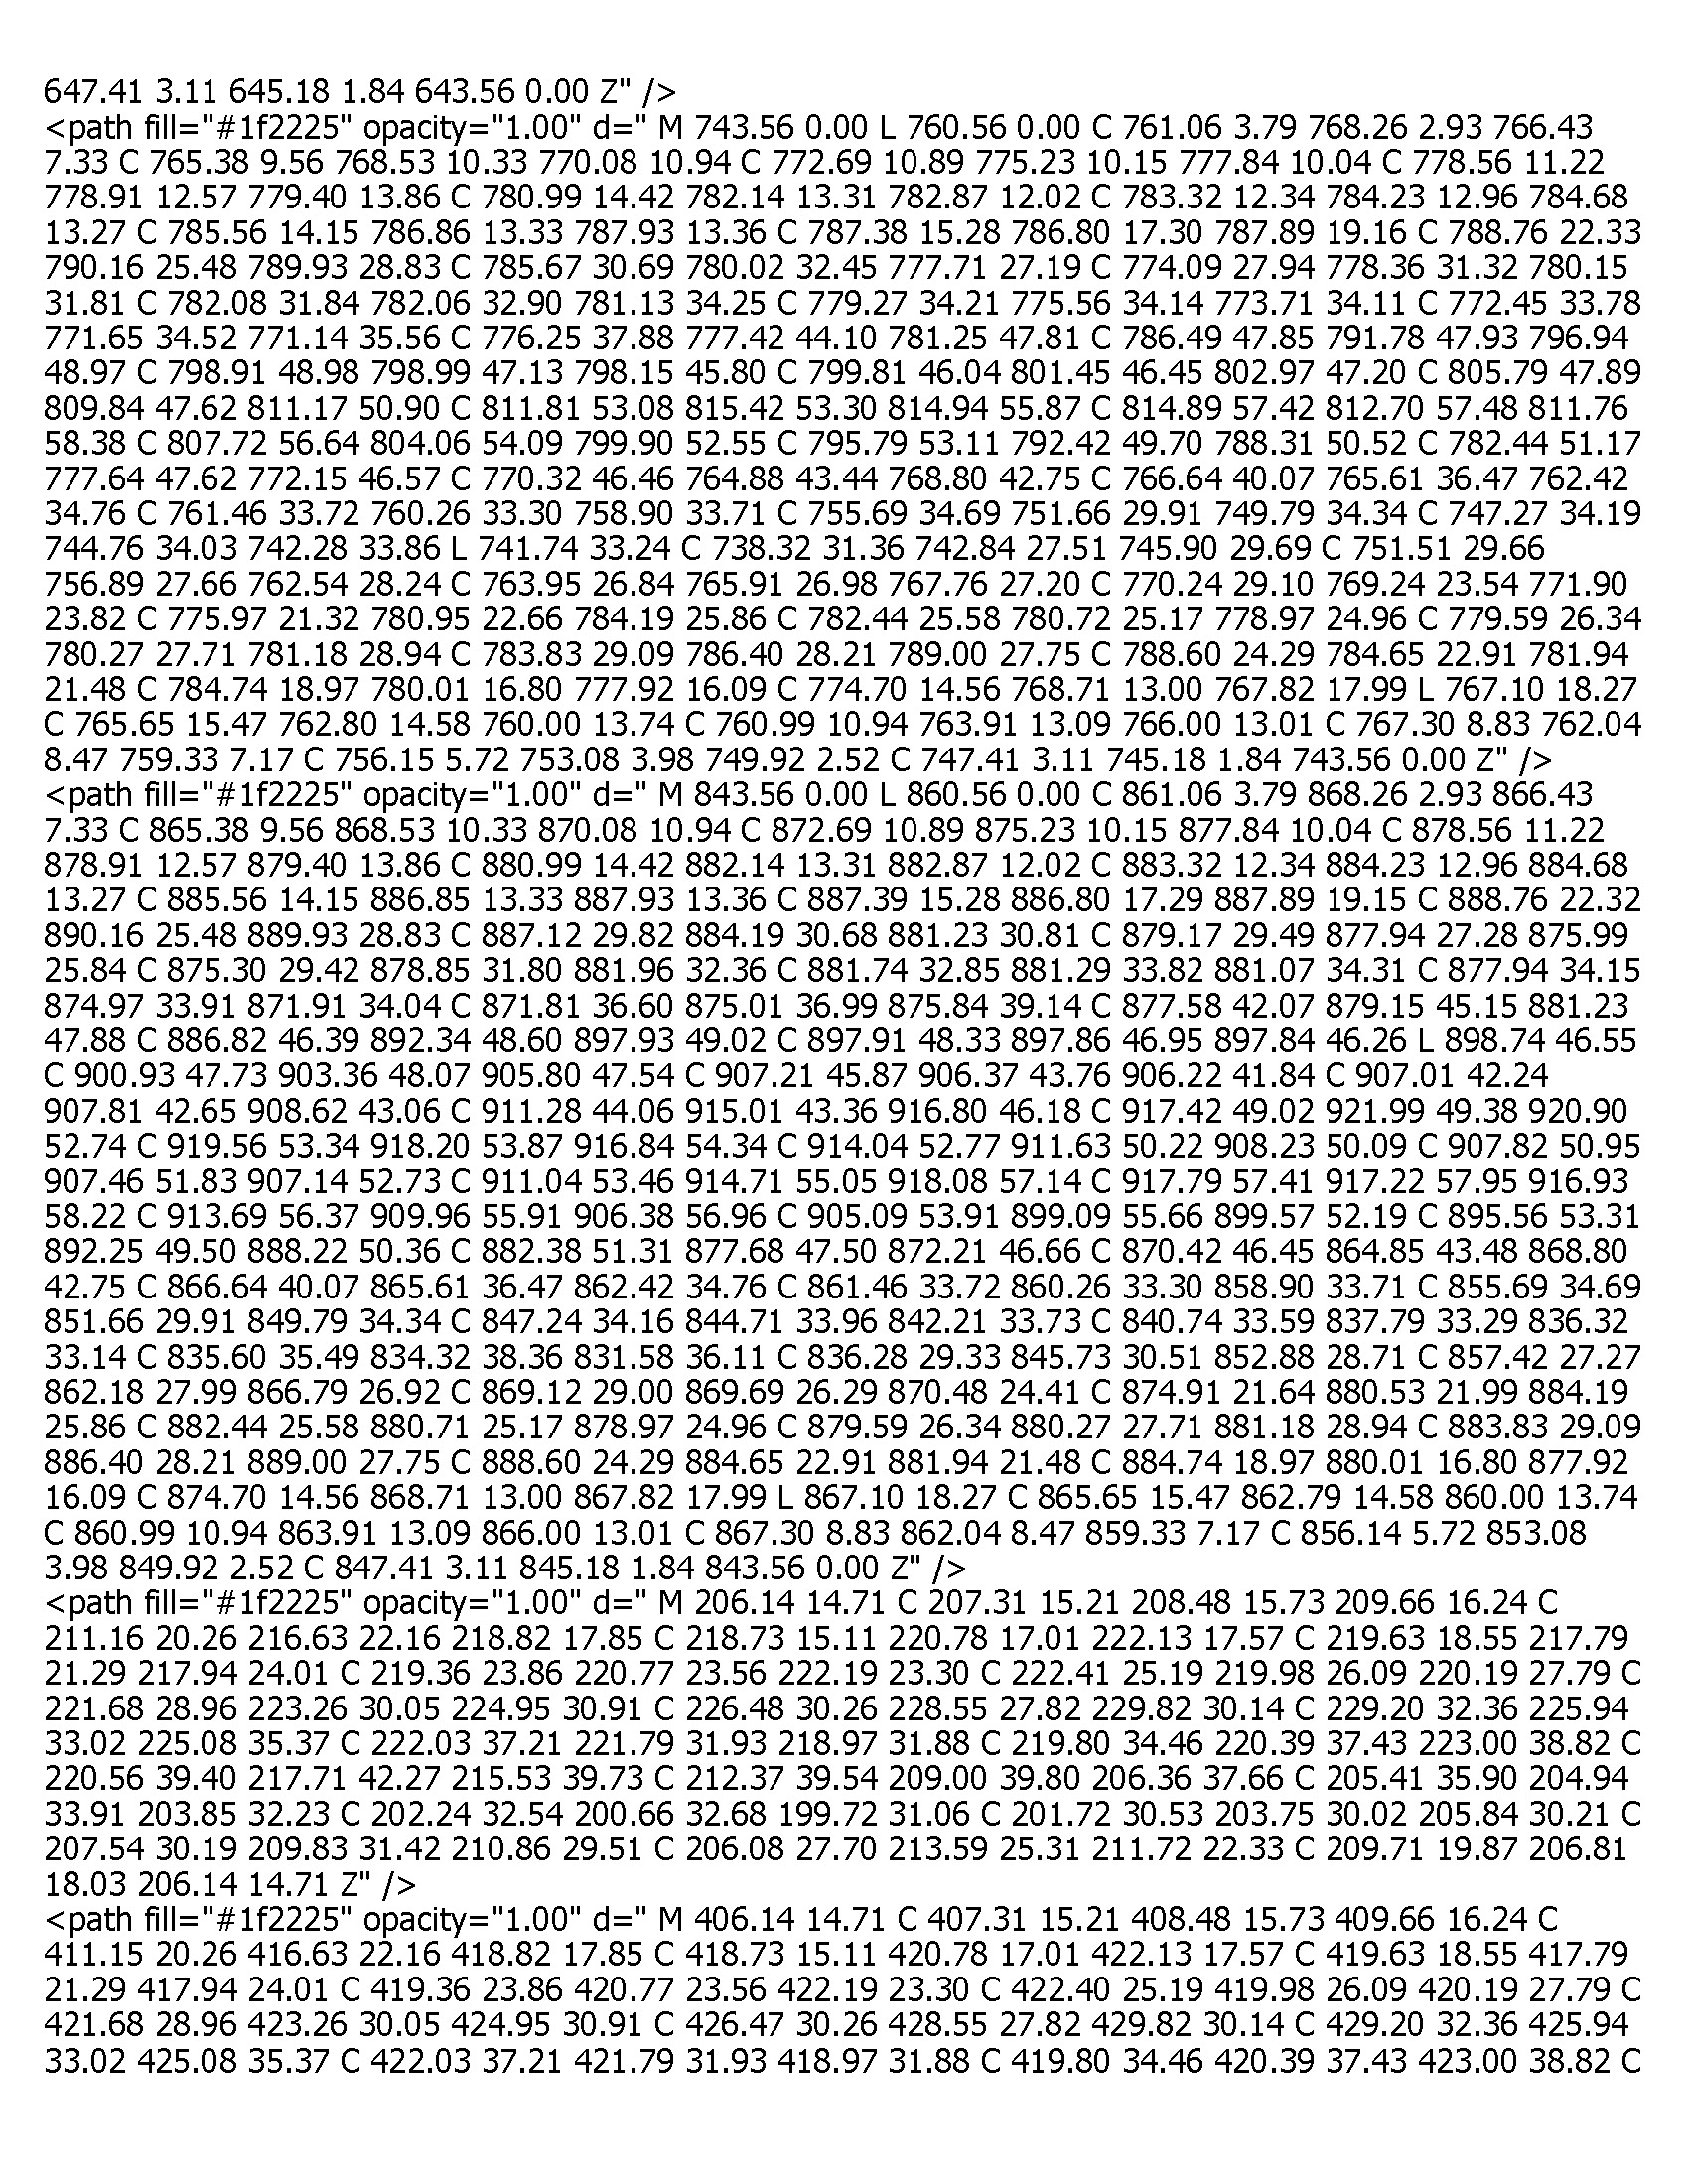 647.41 3.11 645.18 1.84 643.56 0.00 Z" />
<path fill="#1f2225" opacity="1.00" d=" M 743.56 0.00 L 760.56 0.00 C 761.06 3.79 768.26 2.93 766.43
7.33 C 765.38 9.56 768.53 10.33 770.08 10.94 C 772.69 10.89 775.23 10.15 777.84 10.04 C 778.56 11.22
778.91 12.57 779.40 13.86 C 780.99 14.42 782.14 13.31 782.87 12.02 C 783.32 12.34 784.23 12.96 784.68
13.27 C 785.56 14.15 786.86 13.33 787.93 13.36 C 787.38 15.28 786.80 17.30 787.89 19.16 C 788.76 22.33
790.16 25.48 789.93 28.83 C 785.67 30.69 780.02 32.45 777.71 27.19 C 774.09 27.94 778.36 31.32 780.15
31.81 C 782.08 31.84 782.06 32.90 781.13 34.25 C 779.27 34.21 775.56 34.14 773.71 34.11 C 772.45 33.78
771.65 34.52 771.14 35.56 C 776.25 37.88 777.42 44.10 781.25 47.81 C 786.49 47.85 791.78 47.93 796.94
48.97 C 798.91 48.98 798.99 47.13 798.15 45.80 C 799.81 46.04 801.45 46.45 802.97 47.20 C 805.79 47.89
809.84 47.62 811.17 50.90 C 811.81 53.08 815.42 53.30 814.94 55.87 C 814.89 57.42 812.70 57.48 811.76
58.38 C 807.72 56.64 804.06 54.09 799.90 52.55 C 795.79 53.11 792.42 49.70 788.31 50.52 C 782.44 51.17
777.64 47.62 772.15 46.57 C 770.32 46.46 764.88 43.44 768.80 42.75 C 766.64 40.07 765.61 36.47 762.42
34.76 C 761.46 33.72 760.26 33.30 758.90 33.71 C 755.69 34.69 751.66 29.91 749.79 34.34 C 747.27 34.19
744.76 34.03 742.28 33.86 L 741.74 33.24 C 738.32 31.36 742.84 27.51 745.90 29.69 C 751.51 29.66
756.89 27.66 762.54 28.24 C 763.95 26.84 765.91 26.98 767.76 27.20 C 770.24 29.10 769.24 23.54 771.90
23.82 C 775.97 21.32 780.95 22.66 784.19 25.86 C 782.44 25.58 780.72 25.17 778.97 24.96 C 779.59 26.34
780.27 27.71 781.18 28.94 C 783.83 29.09 786.40 28.21 789.00 27.75 C 788.60 24.29 784.65 22.91 781.94
21.48 C 784.74 18.97 780.01 16.80 777.92 16.09 C 774.70 14.56 768.71 13.00 767.82 17.99 L 767.10 18.27
C 765.65 15.47 762.80 14.58 760.00 13.74 C 760.99 10.94 763.91 13.09 766.00 13.01 C 767.30 8.83 762.04
8.47 759.33 7.17 C 756.15 5.72 753.08 3.98 749.92 2.52 C 747.41 3.11 745.18 1.84 743.56 0.00 Z" />
<path fill="#1f2225" opacity="1.00" d=" M 843.56 0.00 L 860.56 0.00 C 861.06 3.79 868.26 2.93 866.43
7.33 C 865.38 9.56 868.53 10.33 870.08 10.94 C 872.69 10.89 875.23 10.15 877.84 10.04 C 878.56 11.22
878.91 12.57 879.40 13.86 C 880.99 14.42 882.14 13.31 882.87 12.02 C 883.32 12.34 884.23 12.96 884.68
13.27 C 885.56 14.15 886.85 13.33 887.93 13.36 C 887.39 15.28 886.80 17.29 887.89 19.15 C 888.76 22.32
890.16 25.48 889.93 28.83 C 887.12 29.82 884.19 30.68 881.23 30.81 C 879.17 29.49 877.94 27.28 875.99
25.84 C 875.30 29.42 878.85 31.80 881.96 32.36 C 881.74 32.85 881.29 33.82 881.07 34.31 C 877.94 34.15
874.97 33.91 871.91 34.04 C 871.81 36.60 875.01 36.99 875.84 39.14 C 877.58 42.07 879.15 45.15 881.23
47.88 C 886.82 46.39 892.34 48.60 897.93 49.02 C 897.91 48.33 897.86 46.95 897.84 46.26 L 898.74 46.55
C 900.93 47.73 903.36 48.07 905.80 47.54 C 907.21 45.87 906.37 43.76 906.22 41.84 C 907.01 42.24
907.81 42.65 908.62 43.06 C 911.28 44.06 915.01 43.36 916.80 46.18 C 917.42 49.02 921.99 49.38 920.90
52.74 C 919.56 53.34 918.20 53.87 916.84 54.34 C 914.04 52.77 911.63 50.22 908.23 50.09 C 907.82 50.95
907.46 51.83 907.14 52.73 C 911.04 53.46 914.71 55.05 918.08 57.14 C 917.79 57.41 917.22 57.95 916.93
58.22 C 913.69 56.37 909.96 55.91 906.38 56.96 C 905.09 53.91 899.09 55.66 899.57 52.19 C 895.56 53.31
892.25 49.50 888.22 50.36 C 882.38 51.31 877.68 47.50 872.21 46.66 C 870.42 46.45 864.85 43.48 868.80
42.75 C 866.64 40.07 865.61 36.47 862.42 34.76 C 861.46 33.72 860.26 33.30 858.90 33.71 C 855.69 34.69
851.66 29.91 849.79 34.34 C 847.24 34.16 844.71 33.96 842.21 33.73 C 840.74 33.59 837.79 33.29 836.32
33.14 C 835.60 35.49 834.32 38.36 831.58 36.11 C 836.28 29.33 845.73 30.51 852.88 28.71 C 857.42 27.27
862.18 27.99 866.79 26.92 C 869.12 29.00 869.69 26.29 870.48 24.41 C 874.91 21.64 880.53 21.99 884.19
25.86 C 882.44 25.58 880.71 25.17 878.97 24.96 C 879.59 26.34 880.27 27.71 881.18 28.94 C 883.83 29.09
886.40 28.21 889.00 27.75 C 888.60 24.29 884.65 22.91 881.94 21.48 C 884.74 18.97 880.01 16.80 877.92
16.09 C 874.70 14.56 868.71 13.00 867.82 17.99 L 867.10 18.27 C 865.65 15.47 862.79 14.58 860.00 13.74
C 860.99 10.94 863.91 13.09 866.00 13.01 C 867.30 8.83 862.04 8.47 859.33 7.17 C 856.14 5.72 853.08
3.98 849.92 2.52 C 847.41 3.11 845.18 1.84 843.56 0.00 Z" />
<path fill="#1f2225" opacity="1.00" d=" M 206.14 14.71 C 207.31 15.21 208.48 15.73 209.66 16.24 C
211.16 20.26 216.63 22.16 218.82 17.85 C 218.73 15.11 220.78 17.01 222.13 17.57 C 219.63 18.55 217.79
21.29 217.94 24.01 C 219.36 23.86 220.77 23.56 222.19 23.30 C 222.41 25.19 219.98 26.09 220.19 27.79 C
221.68 28.96 223.26 30.05 224.95 30.91 C 226.48 30.26 228.55 27.82 229.82 30.14 C 229.20 32.36 225.94
33.02 225.08 35.37 C 222.03 37.21 221.79 31.93 218.97 31.88 C 219.80 34.46 220.39 37.43 223.00 38.82 C
220.56 39.40 217.71 42.27 215.53 39.73 C 212.37 39.54 209.00 39.80 206.36 37.66 C 205.41 35.90 204.94
33.91 203.85 32.23 C 202.24 32.54 200.66 32.68 199.72 31.06 C 201.72 30.53 203.75 30.02 205.84 30.21 C
207.54 30.19 209.83 31.42 210.86 29.51 C 206.08 27.70 213.59 25.31 211.72 22.33 C 209.71 19.87 206.81
18.03 206.14 14.71 Z" />
<path fill="#1f2225" opacity="1.00" d=" M 406.14 14.71 C 407.31 15.21 408.48 15.73 409.66 16.24 C
411.15 20.26 416.63 22.16 418.82 17.85 C 418.73 15.11 420.78 17.01 422.13 17.57 C 419.63 18.55 417.79
21.29 417.94 24.01 C 419.36 23.86 420.77 23.56 422.19 23.30 C 422.40 25.19 419.98 26.09 420.19 27.79 C
421.68 28.96 423.26 30.05 424.95 30.91 C 426.47 30.26 428.55 27.82 429.82 30.14 C 429.20 32.36 425.94
33.02 425.08 35.37 C 422.03 37.21 421.79 31.93 418.97 31.88 C 419.80 34.46 420.39 37.43 423.00 38.82 C